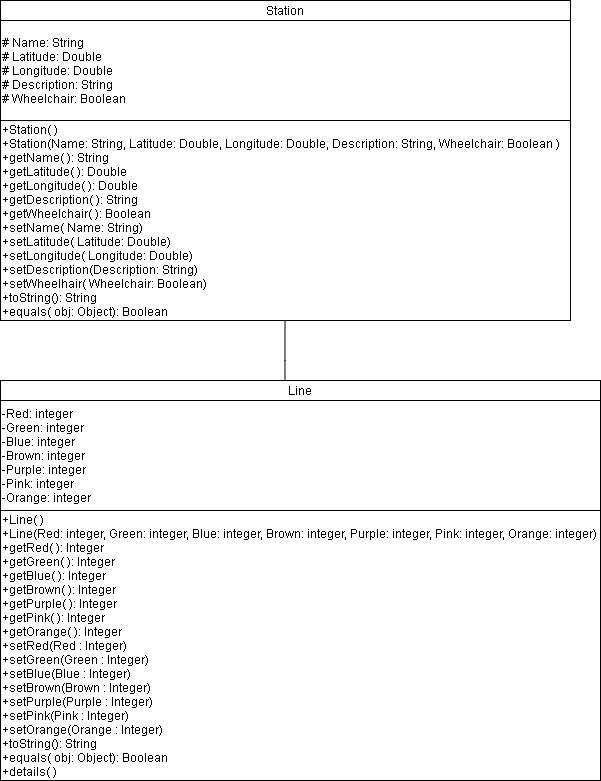 Station
# Name: String
# Latitude: Double
# Longitude: Double
# Description: String
# Wheelchair: Boolean
+Station()
+Station(Name: String, Latitude: Double, Longitude: Double, Description: String, Wheelchair: Boolean )
+getName(): String
+getLatitude(): Double
+getLongitude(): Double
+getDescription(): String
+getWheelchair(): Boolean
+setName( Name: String)
+setLatitude( Latitude: Double)
+setLongitude( Longitude: Double)
+setDescription(Description: String)
+setWheelhair( Wheelchair: Boolean)
+toString(): String
+equals( obj: Object): Boolean
Line
-Red: integer
-Green: integer
-Blue: integer
-Brown: integer
-Purple: integer
-Pink: integer
-Orange: integer
+Line()
+Line(Red: integer, Green: integer, Blue: integer, Brown: integer, Purple: integer, Pink: integer, Orange: integer)
+getRed(): Integer
+getGreen(): Integer
+getBlue(): Integer
+getBrown(): Integer
+getPurple(): Integer
+getPink(): Integer
+getOrange(): Integer
+setRed(Red : Integer)
+setGreen(Green : Integer)
+setBlue(Blue : Integer)
+setBrown(Brown : Integer)
+setPurple(Purple : Integer)
+setPink(Pink : Integer)
+setOrange(Orange : Integer)
+toString(): String
+equals( obj: Object): Boolean
+details()